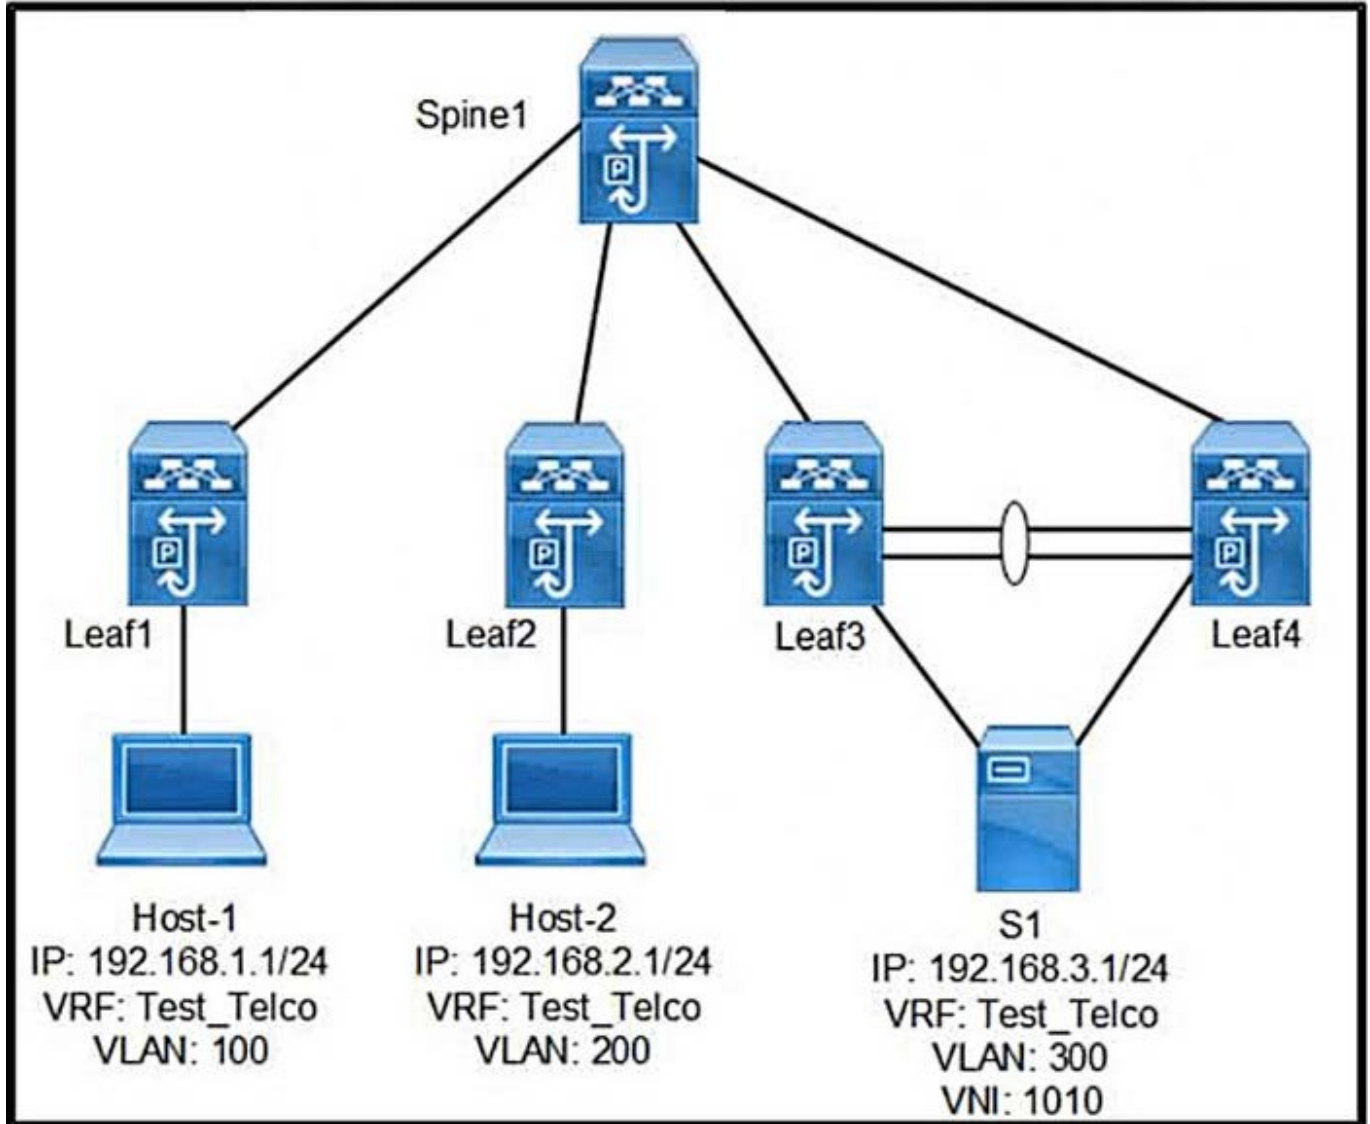 Spine1
P
P
P
P
P
Leaf1
Leaf2
Leaf3
Leaf4
Host-1
IP: 192.168.1.1/24
VRF: Test_Telco
VLAN: 100
Host-2
IP: 192.168.2.1/24
VRF: Test_Telco
VLAN: 200
S1
IP: 192.168.3.1/24
VRF: Test_Telco
VLAN: 300
VNI: 1010